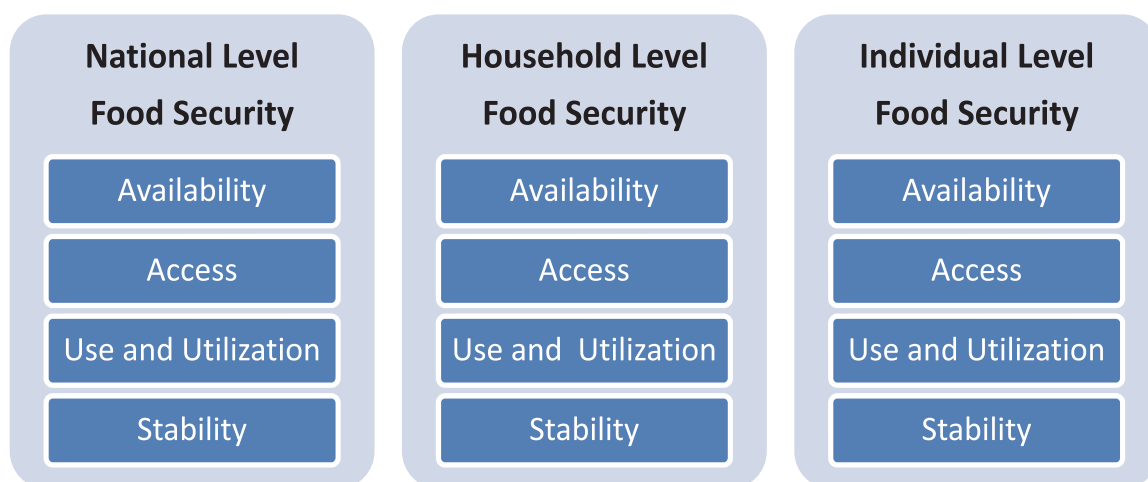 National Level
Food Security
Availability
Access
Use and Utilization
Stability
Household Level
Food Security
Availability
Access
Use and  Utilization
Stability
Individual Level
Food Security
Availability
Access
Use and Utilization
Stability